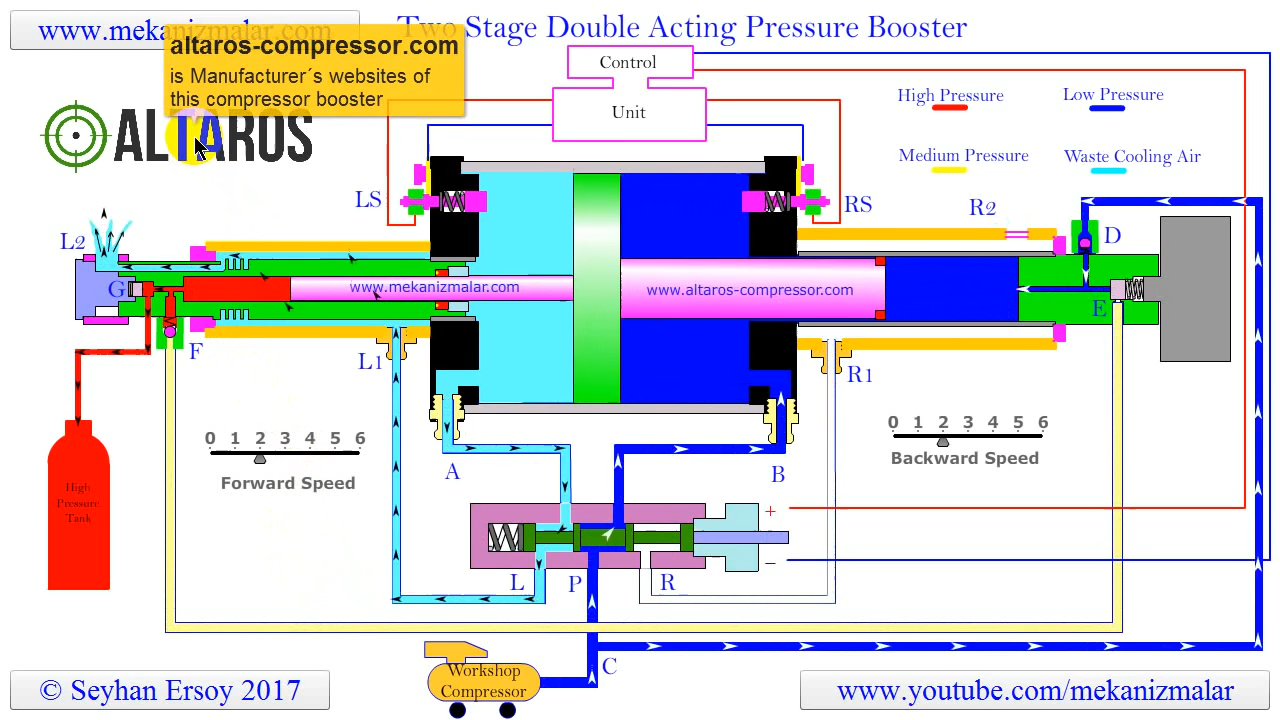 www.mekanizmalar.com
Two Stage Double Acting Pressure Booster
altaros-compressor.com
is Manufacturer´s websites of
this compressor booster
ALTAROS
Control
Unit
High Pressure
Low Pressure
Medium Pressure
Waste Cooling Air
LS
RS
R2
D
L2
G
www.mekanizmalar.com
www.altaros-compressor.com
E
F
L1
R1
0 1 2 3 4 5 6
Forward Speed
0 1 2 3 4 5 6
Backward Speed
A
B
High
Pressure
Tank
+
−
L
P
R
C
Workshop
Compressor
© Seyhan Ersoy 2017
www.youtube.com/mekanizmalar